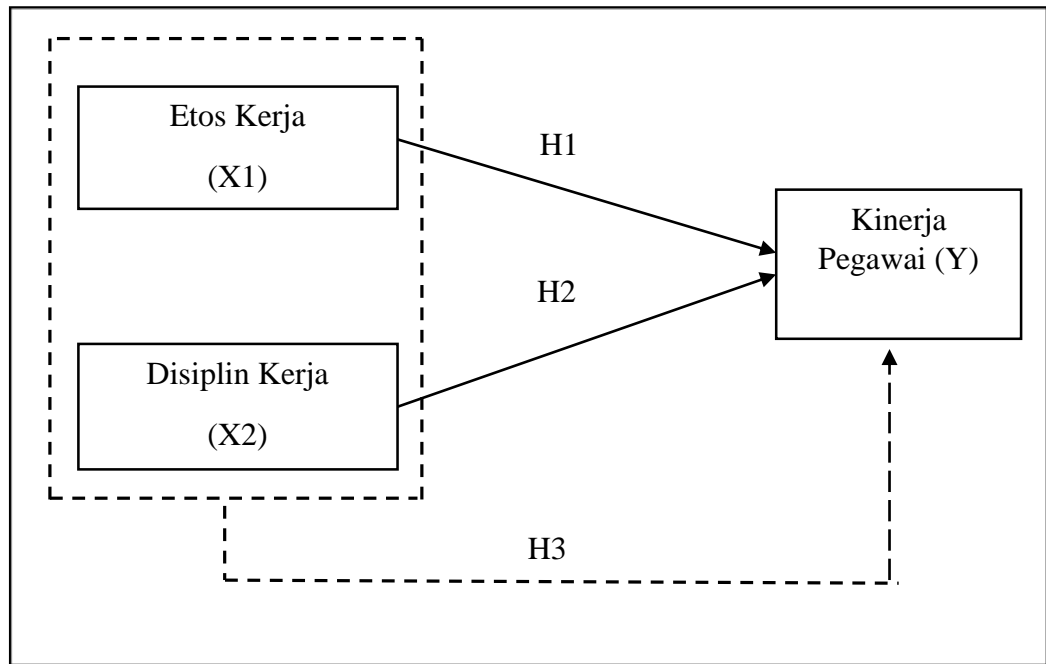 Etos Kerja
(X1)
H1
Kinerja
Pegawai (Y)
H2
Disiplin Kerja
(X2)
H3